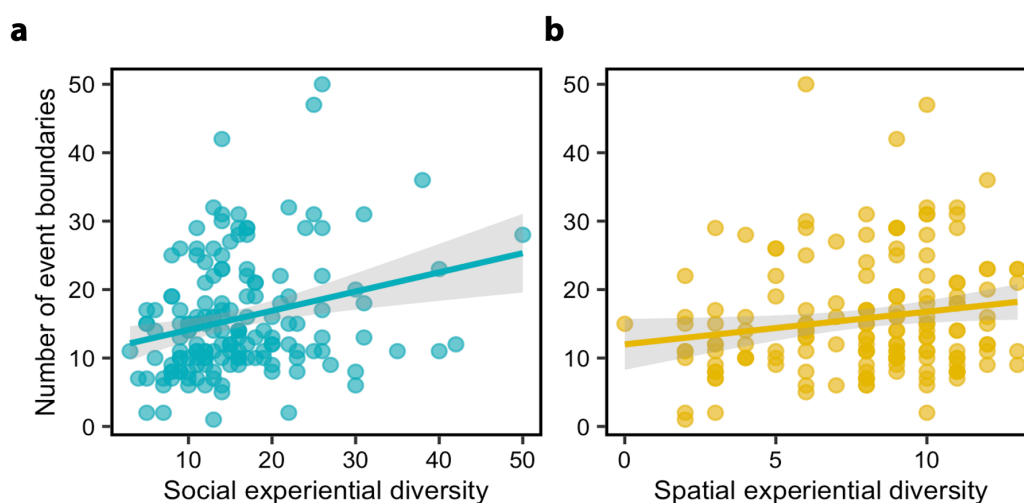 a
b
Number of event boundaries
50
40
30
20
10
0
10 20 30 40 50
Social experiential diversity
50
40
30
20
10
0
0 5 10
Spatial experiential diversity